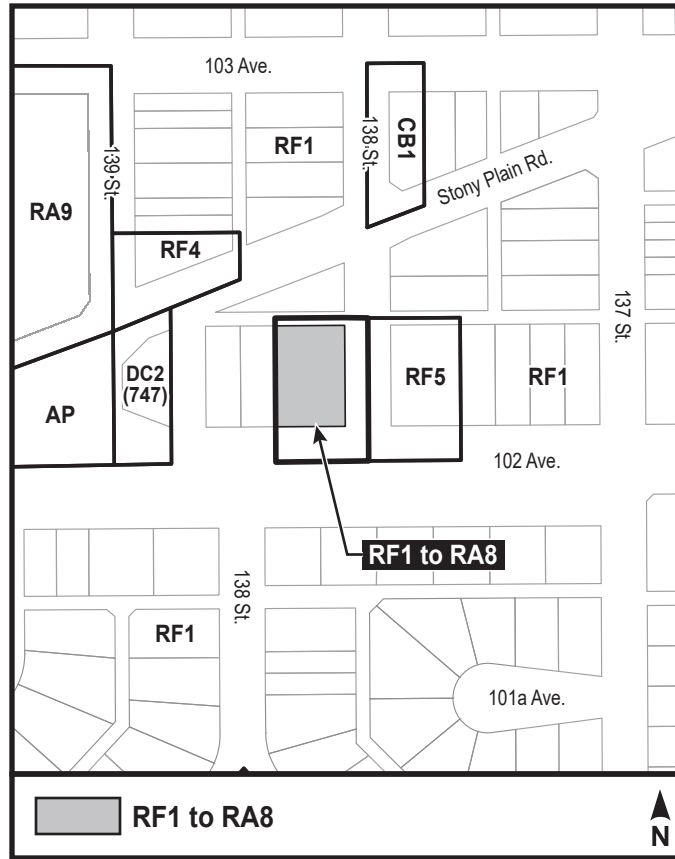 103 Ave.
139 St.
RF1
138 St.
CB1
Stony Plain Rd.
RA9
RF4
137 St.
DC2
(747)
AP
RF5
RF1
102 Ave.
RF1 to RA8
138 St.
RF1
101a Ave.
RF1 to RA8
N